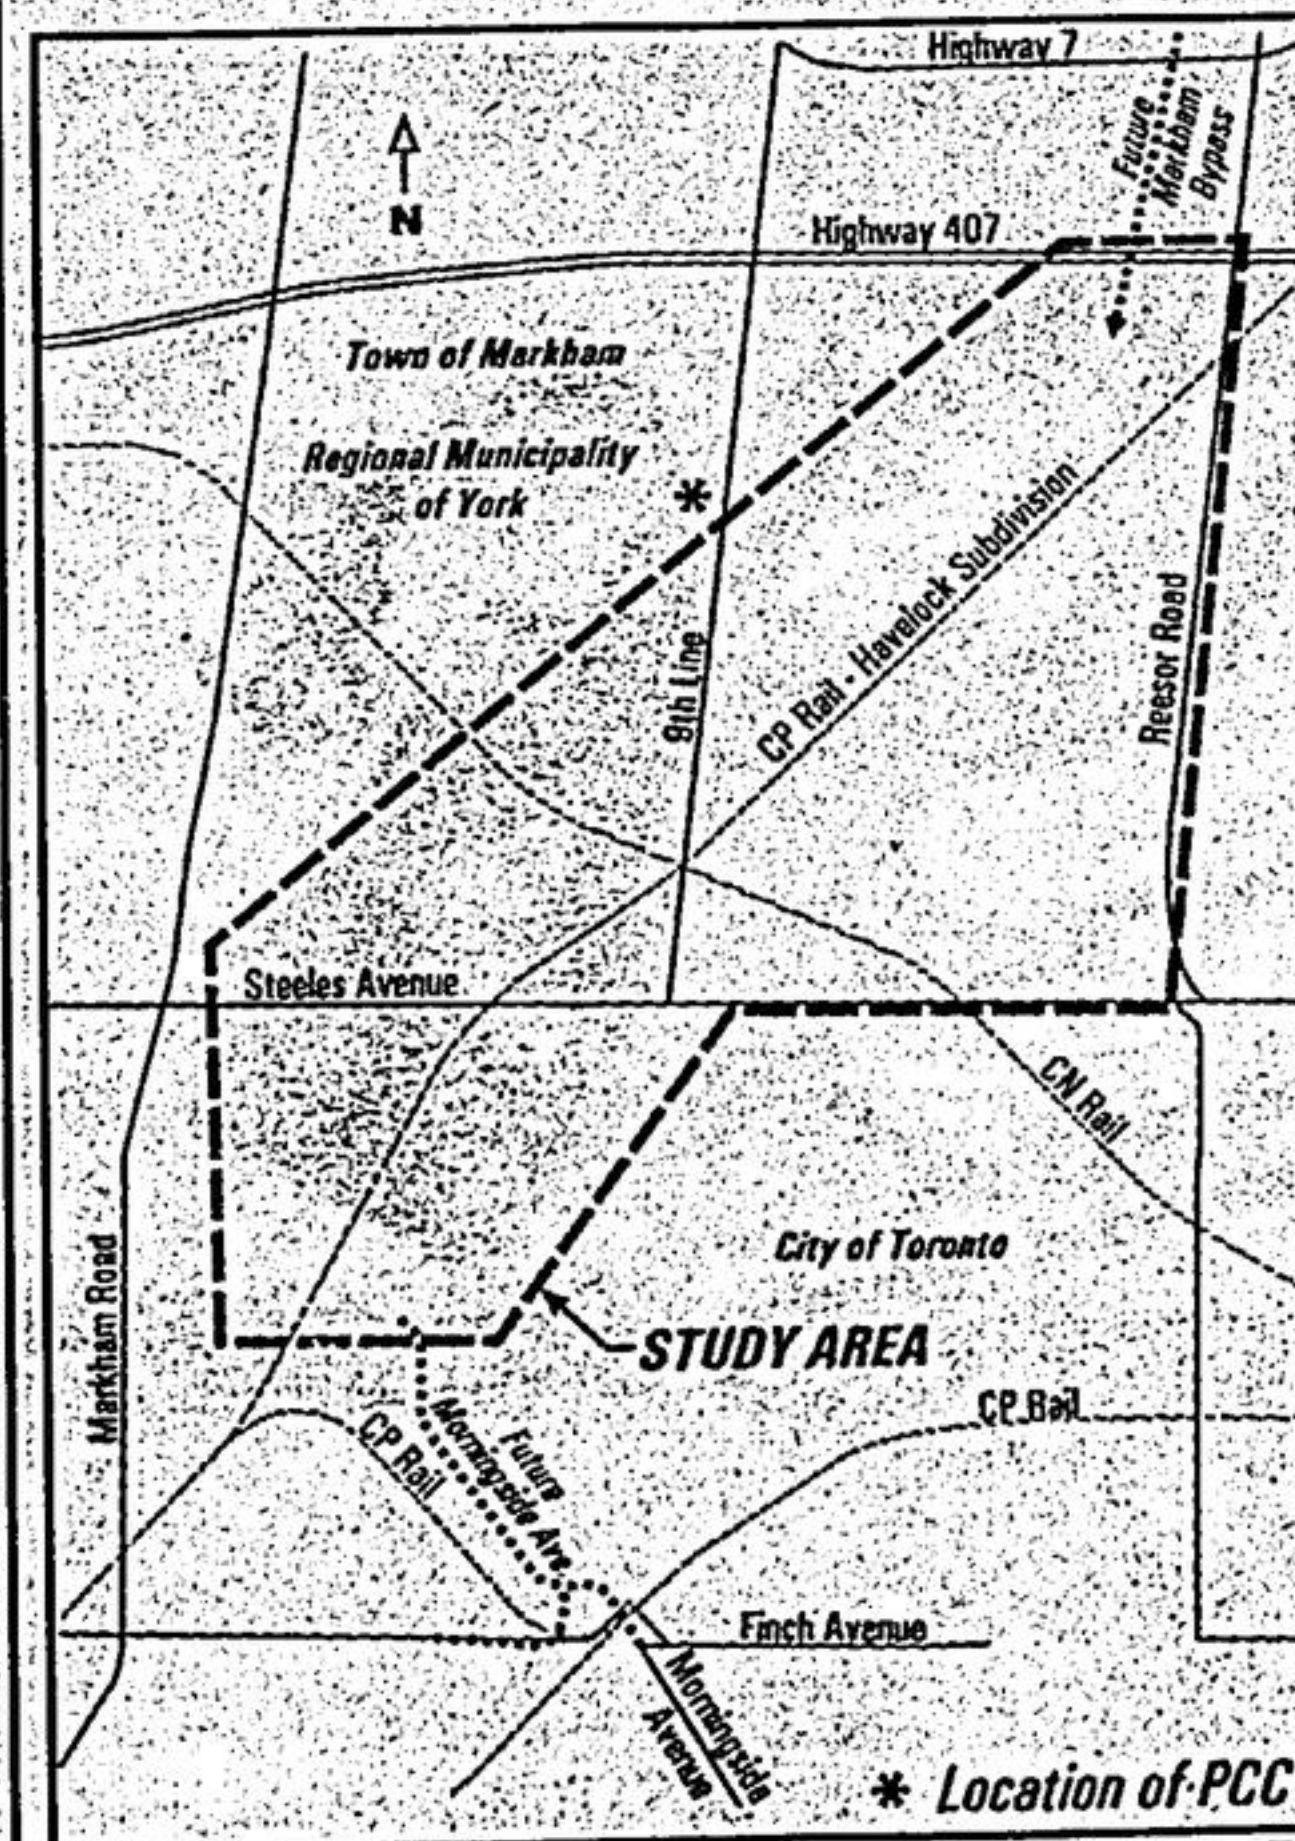 Highway 7
Future
Markham
Bypass
N
Highway 407
Town of Markham
Regional Municipality
of York
*
CP Rail - Havelock Subdivision
9th Line
Reesor Road
Steeles Avenue
CN Rail
City of Toronto
Markham Road
STUDY AREA
CP Rail
CP Rail
Future
Morningside Ave.
Finch Avenue
Morningside
Avenue
* Location of PCC